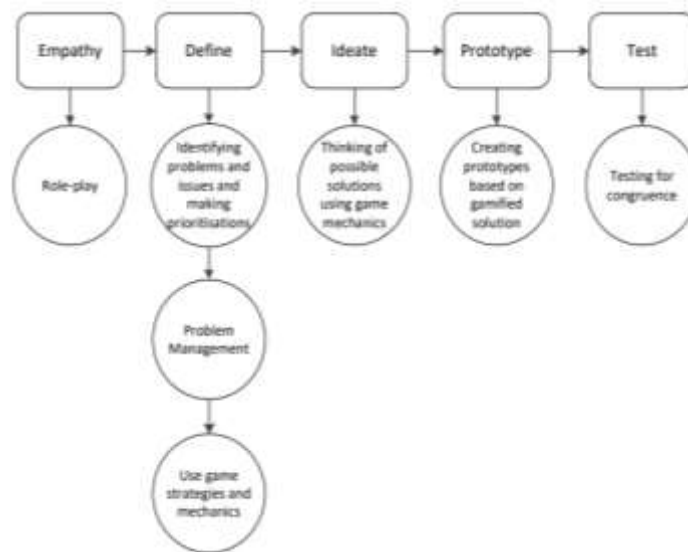 Empathy
Define
Ideate
Prototype
Test
Role-play
Identifying
problems and
issues and
making
prioritisations
Thinking of
possible
solutions
using game
mechanics
Creating
prototypes
based on
gamified
solution
Testing for
congruence
Problem
Management
Use game
strategies and
mechanics